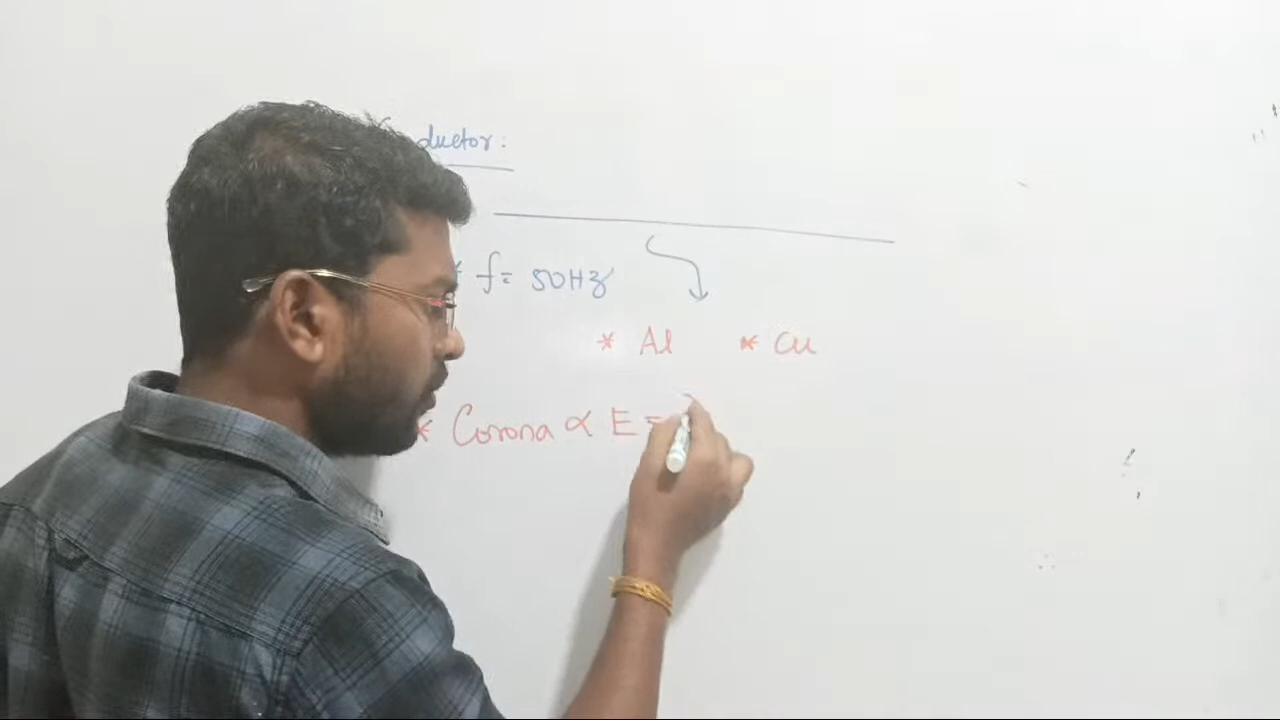 ductor:
* f= 50Hz
* Al * Cu
* Corona ∝ E =